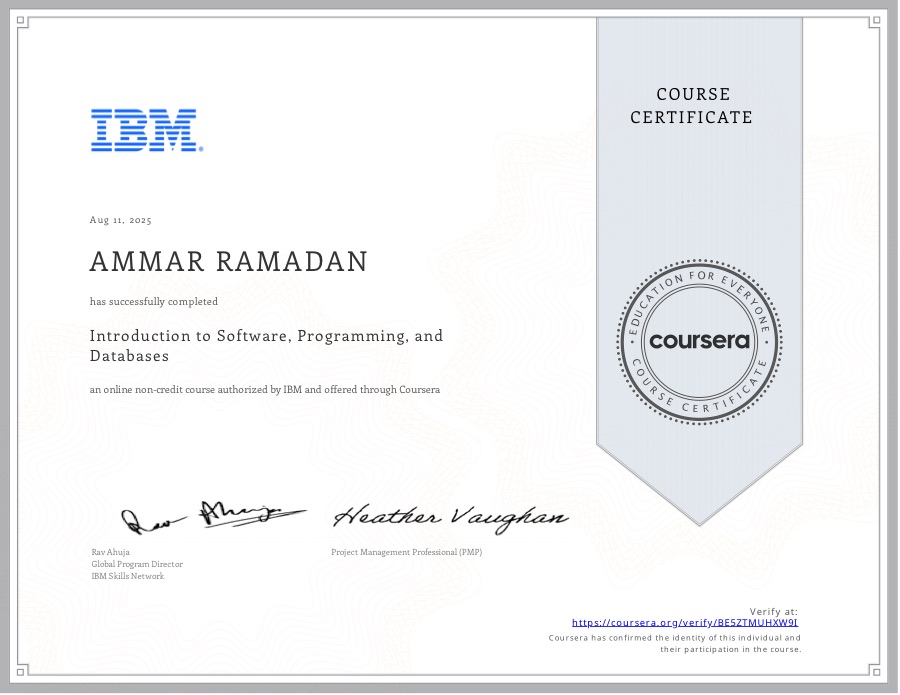 IBM
COURSE
CERTIFICATE
Aug 11, 2025
AMMAR RAMADAN
has successfully completed
Introduction to Software, Programming, and
Databases
an online non-credit course authorized by IBM and offered through Coursera
EDUCATION FOR EVERYONE
coursera
COURSE CERTIFICATE
Rav Ahuja
Heather Vaughan
Rav Ahuja
Global Program Director
IBM Skills Network
Project Management Professional (PMP)
Verify at:
https://coursera.org/verify/BE5ZTMUHXW9I
Coursera has confirmed the identity of this individual and
their participation in the course.